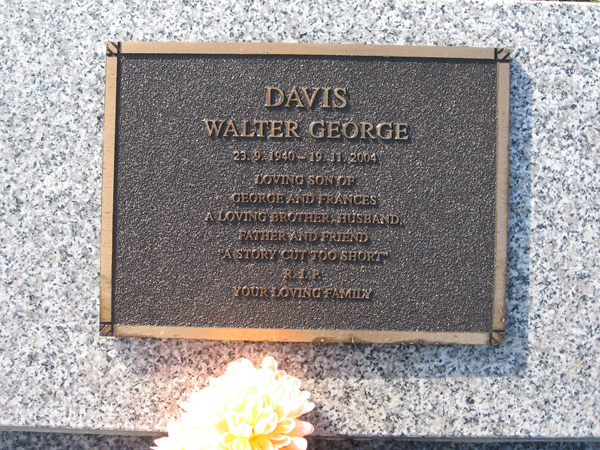 DAVIS
WALTER GEORGE
23. 9. 1940 – 19. 11. 2004
LOVING SON OF
GEORGE AND FRANCES
A LOVING BROTHER, HUSBAND,
FATHER AND FRIEND
"A STORY CUT TOO SHORT"
R. I. P.
YOUR LOVING FAMILY